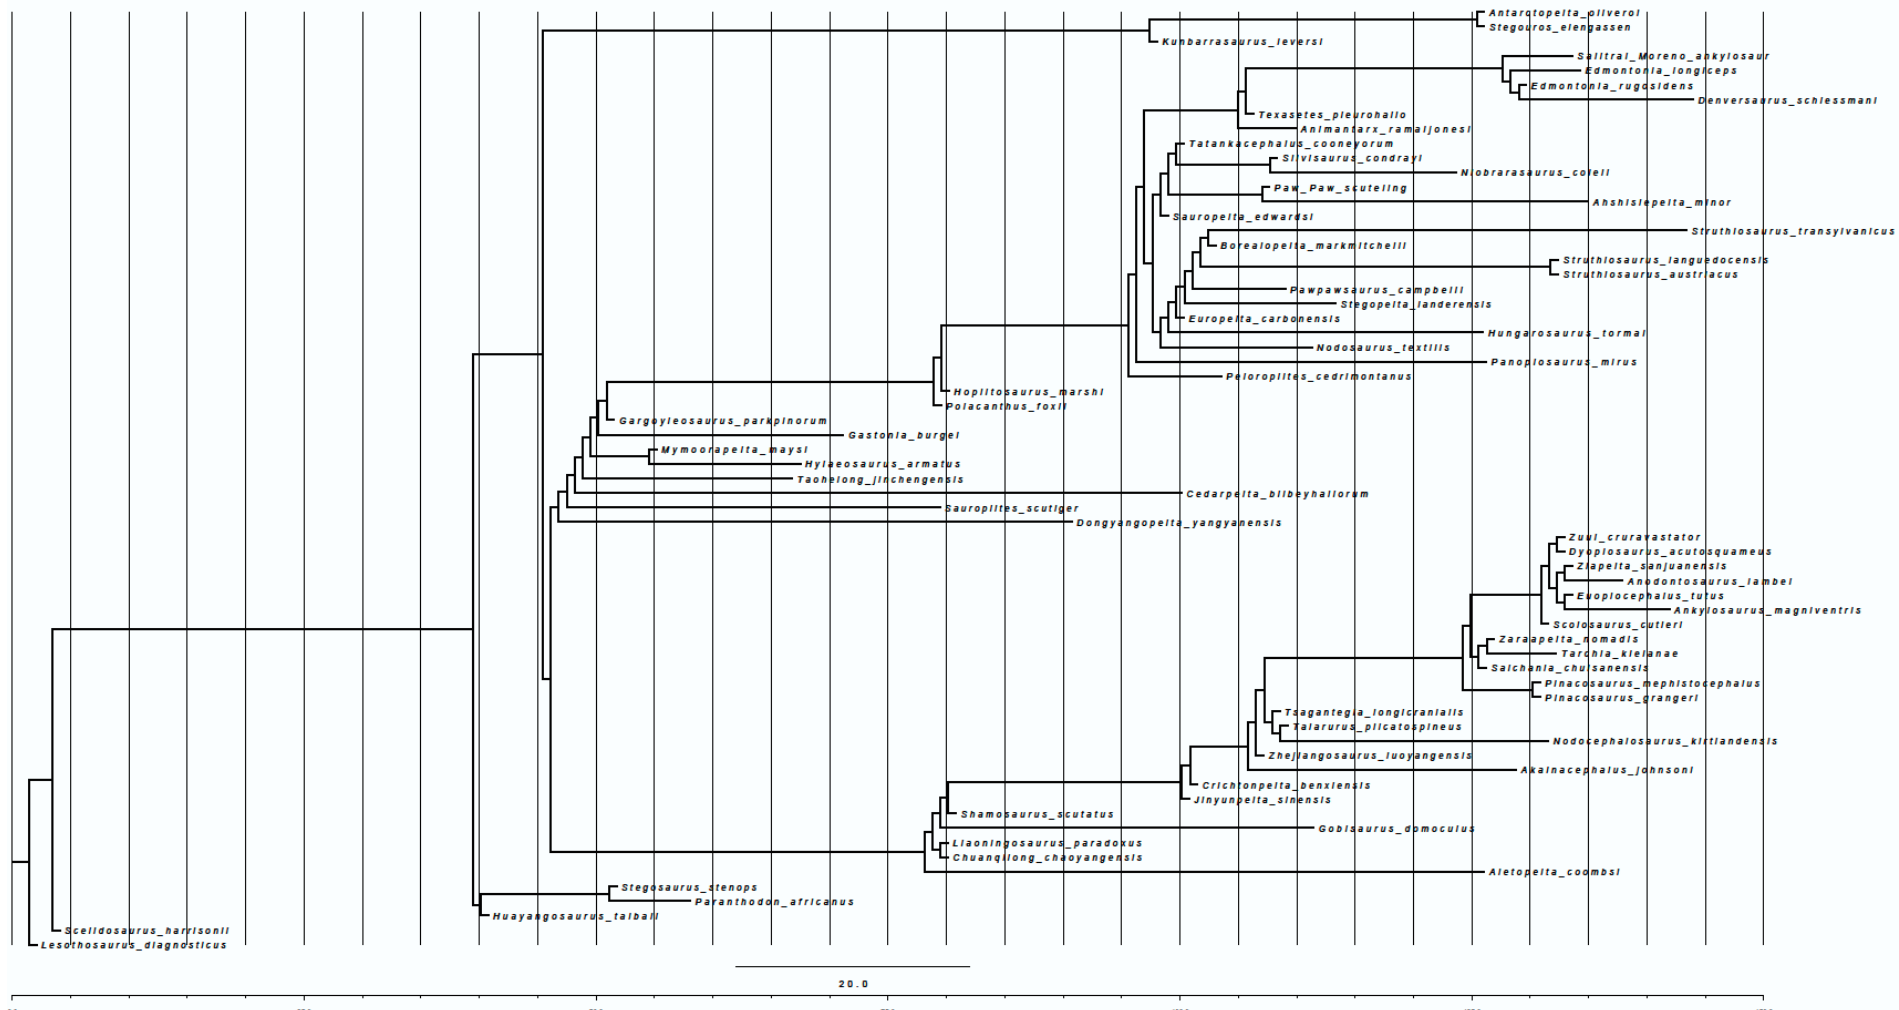 Antarctopelta_oliveroi
Stegouros_elengassen
Kunbarrasaurus_ieversi
Salitral_Moreno_ankylosaur
Edmontonia_longiceps
Edmontonia_rugosidens
Denversaurus_schlessmani
Texasetes_pleurohalio
Animantarx_ramaljonesi
Tatankacephalus_cooneyorum
Silvisaurus_condrayi
Niobrarasaurus_coleii
Paw_Paw_scuteling
Ahshislepelta_minor
Sauropelta_edwardsi
Struthiosaurus_transylvanicus
Borealopelta_markmitchelli
Struthiosaurus_languedocensis
Struthiosaurus_austriacus
Pawpawsaurus_campbelli
Stegopelta_landerensis
Europelta_carbonensis
Hungarosaurus_tormai
Nodosaurus_textilis
Panoplosaurus_mirus
Peloroplites_cedrimontanus
Hoplitosaurus_marshi
Polacanthus_foxii
Gargoyleosaurus_parkpinorum
Gastonia_burgei
Mymoorapelta_maysi
Hylaeosaurus_armatus
Taohelong_jinchengensis
Cedarpelta_bilbeyhallorum
Sauroplites_scutiger
Dongyangopelta_yangyanensis
Zuul_cruravastator
Dyoplosaurus_acutosquameus
Ziapelta_sanjuanensis
Anodontosaurus_lambei
Euoplocephalus_tutus
Ankylosaurus_magniventris
Scolosaurus_cutleri
Zaraapelta_nomadis
Tarchia_kielanae
Saichania_chulsanensis
Pinacosaurus_mephistocephalus
Pinacosaurus_grangeri
Tsagantegia_longicranialis
Talarurus_plicatospineus
Nodocephalosaurus_kirtlandensis
Zhejiangosaurus_luoyangensis
Akainacephalus_johnsoni
Crichtonpelta_benxiensis
Jinyunpelta_sinensis
Shamosaurus_scutatus
Gobisaurus_domoculus
Liaoningosaurus_paradoxus
Chuanqilong_chaoyangensis
Aletopelta_coombsi
Stegosaurus_stenops
Paranthodon_africanus
Huayangosaurus_taibaii
Scelidosaurus_harrisonii
Lesothosaurus_diagnosticus
20.0